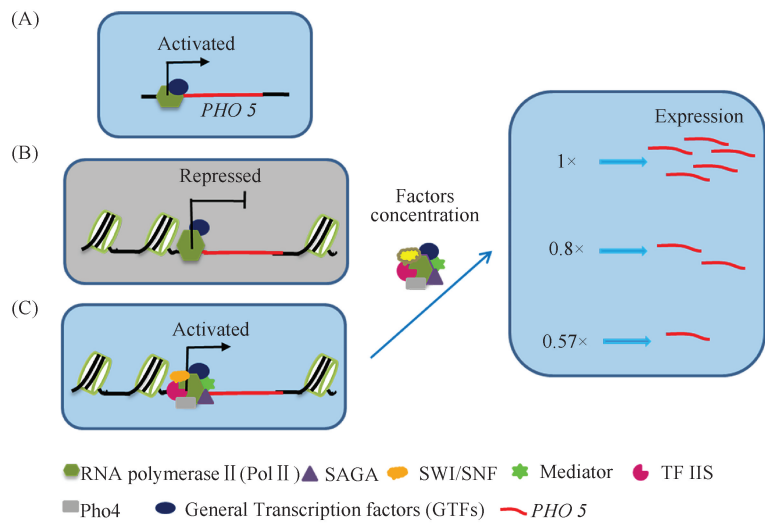 (A)
Activated
PHO 5
(B)
Repressed
(C)
Activated
Factors
concentration
Expression
1×
0.8×
0.57×
RNA polymerase II (Pol II) SAGA SWI/SNF Mediator TF IIS
Pho4 General Transcription factors (GTFs) PHO 5